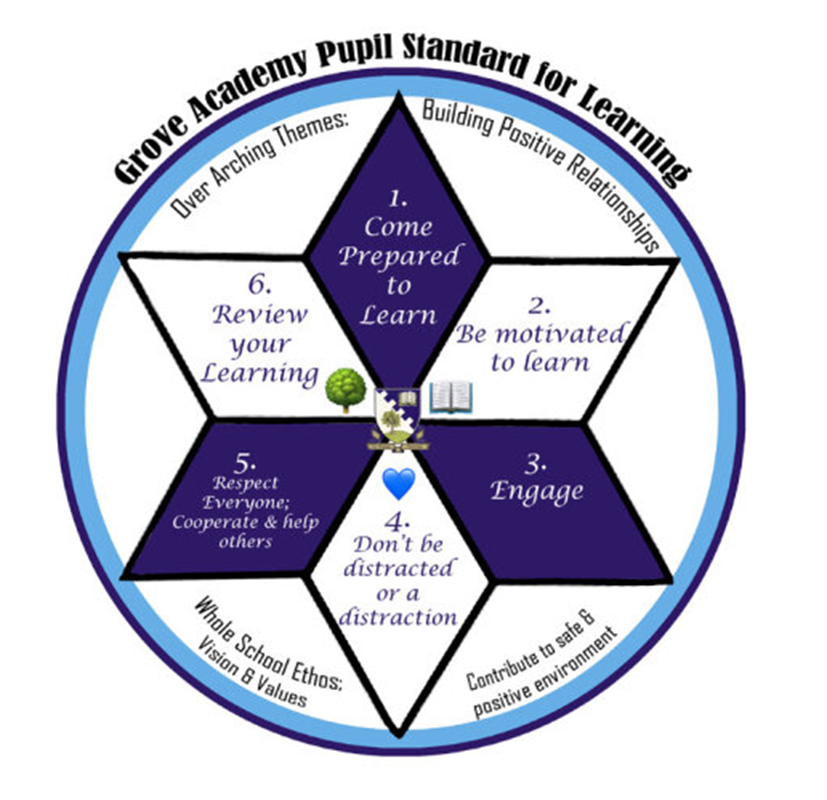 Grove Academy Pupil Standard for Learning
Over Arching Themes:
Building Positive Relationships
1.
Come
Prepared
to
Learn
2.
Be motivated
to learn
3.
Engage
4.
Don't be
distracted
or a
distraction
5.
Respect
Everyone;
Cooperate & help
others
6.
Review
your
Learning
Whole School Ethos;
Vision & Values
Contribute to safe &
positive environment